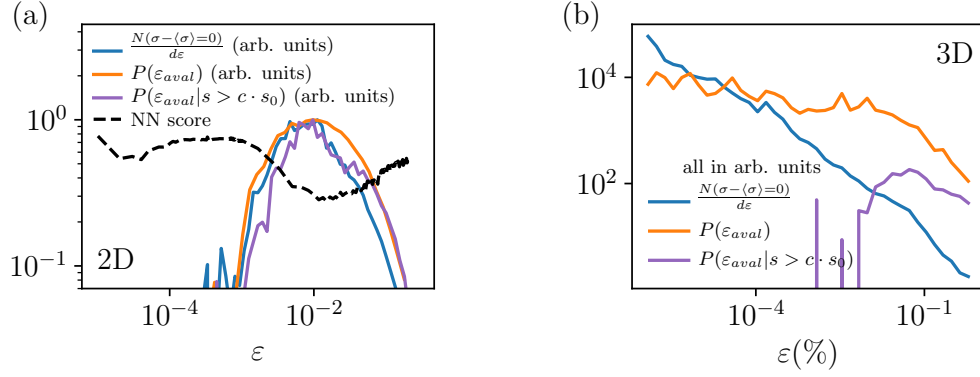 (a)
N(σ−⟨σ⟩=0)/dε (arb. units)
P(ε_aval) (arb. units)
P(ε_aval|s > c · s_0) (arb. units)
NN score
10^0
10^−1
2D
10^−4
10^−2
ε
(b)
3D
10^4
10^2
all in arb. units
N(σ−⟨σ⟩=0)/dε
P(ε_aval)
P(ε_aval|s > c · s_0)
10^−4
10^−1
ε(%)